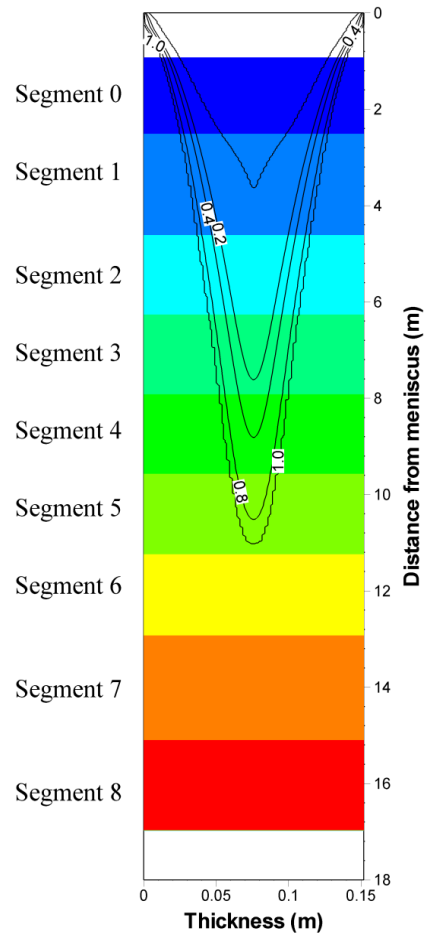 0
1.0
0.4
Segment 0
2
Segment 1
4
0.4
0.2
Segment 2
6
Segment 3
8
Segment 4
1.0
0.8
10
Segment 5
Segment 6
12
Segment 7
14
Segment 8
16
18
Distance from meniscus (m)
0 0.05 0.1 0.15
Thickness (m)